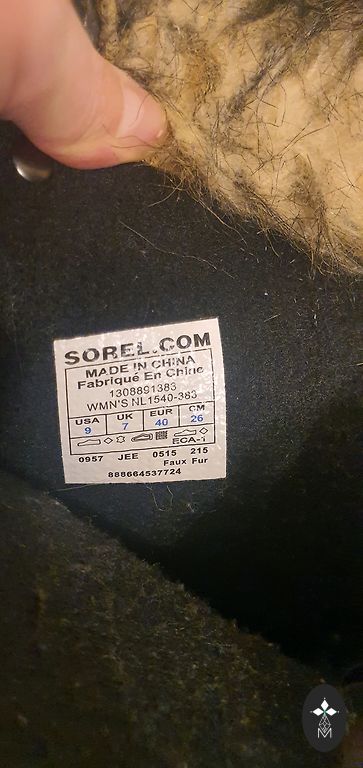 SOREL.COM
MADE IN CHINA
Fabriqué En Chine
1308891383
WMN'S NL1540-383
USA UK EUR CM
9 7 40 26
ECA-1
0957 JEE 0515 215
Faux Fur
888664537724
M